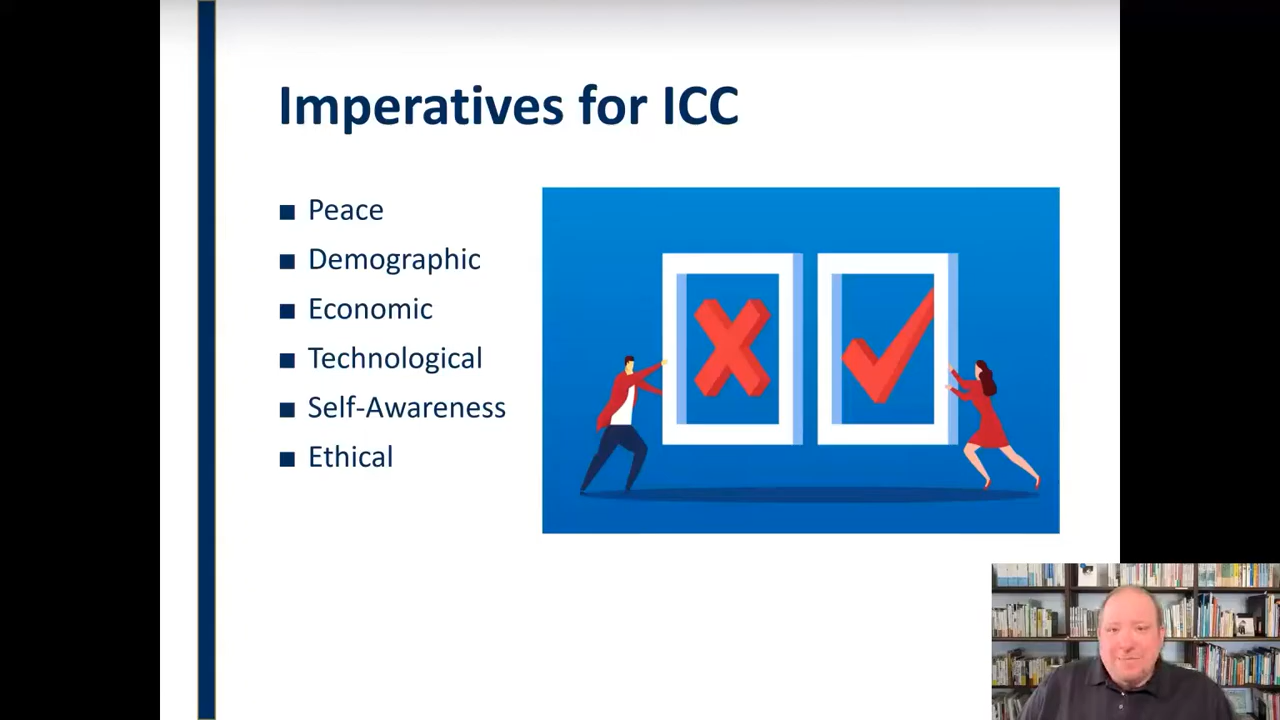 Imperatives for ICC
Peace
Demographic
Economic
Technological
Self-Awareness
Ethical